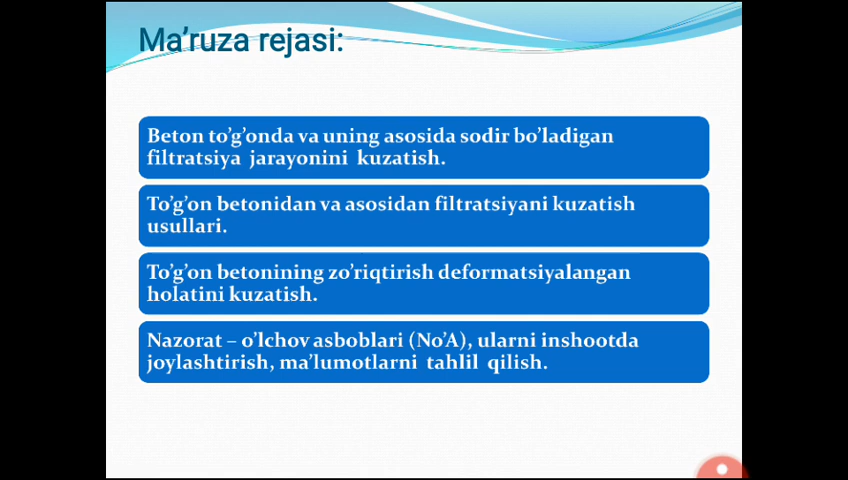 Ma’ruza rejasi:
Beton to’g’onda va uning asosida sodir bo’ladigan
filtratsiya jarayonini kuzatish.
To’g’on betonidan va asosidan filtratsiyani kuzatish
usullari.
To’g’on betonining zo’riqtirish deformatsiyalangan
holatini kuzatish.
Nazorat – o’lchov asboblari (No’A), ularni inshootda
joylashtirish, ma’lumotlarni tahlil qilish.